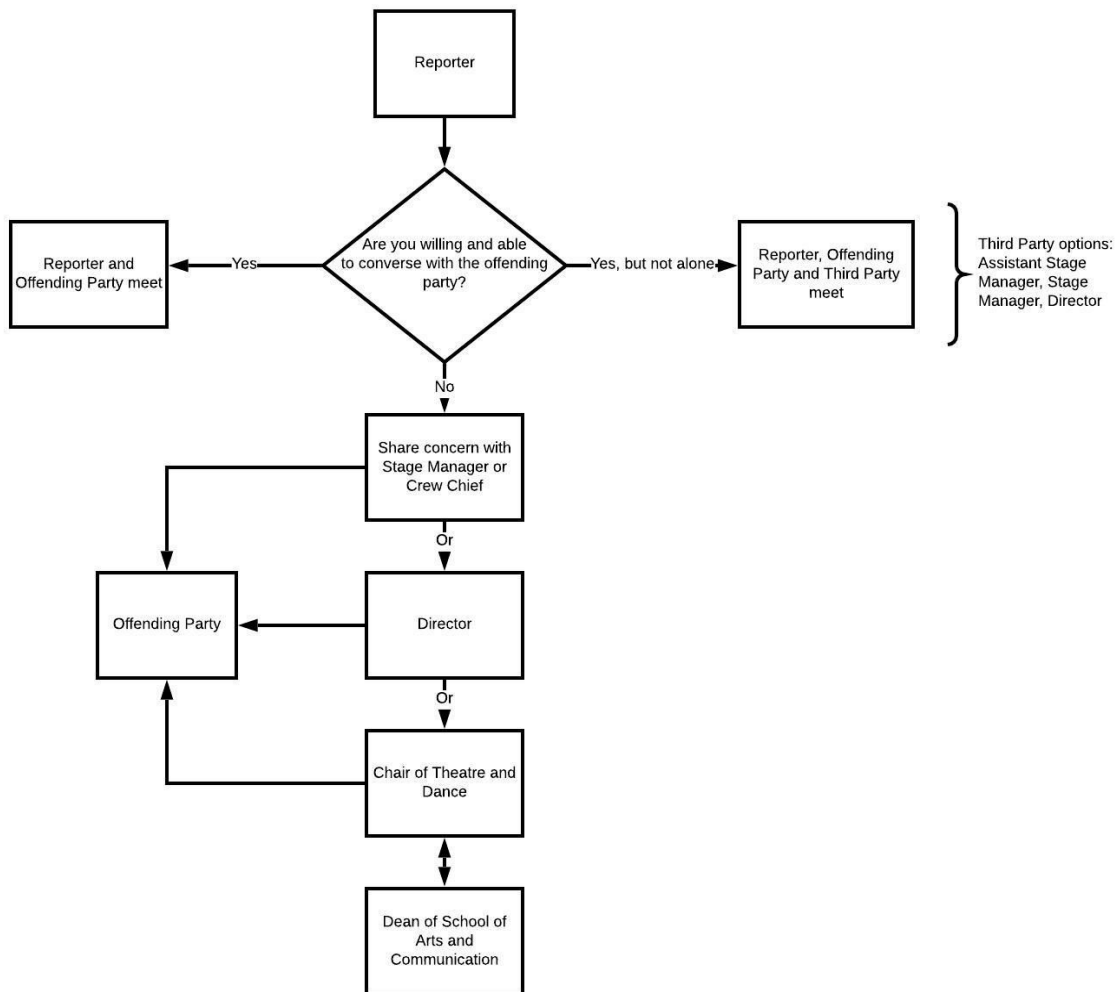 Reporter
Are you willing and able
to converse with the offending
party?
Reporter and
Offending Party meet
Yes
Yes, but not alone
Reporter, Offending
Party and Third Party
meet
Third Party options:
Assistant Stage
Manager, Stage
Manager, Director
No
Share concern with
Stage Manager or
Crew Chief
Or
Offending Party
Director
Or
Chair of Theatre and
Dance
Dean of School of
Arts and
Communication